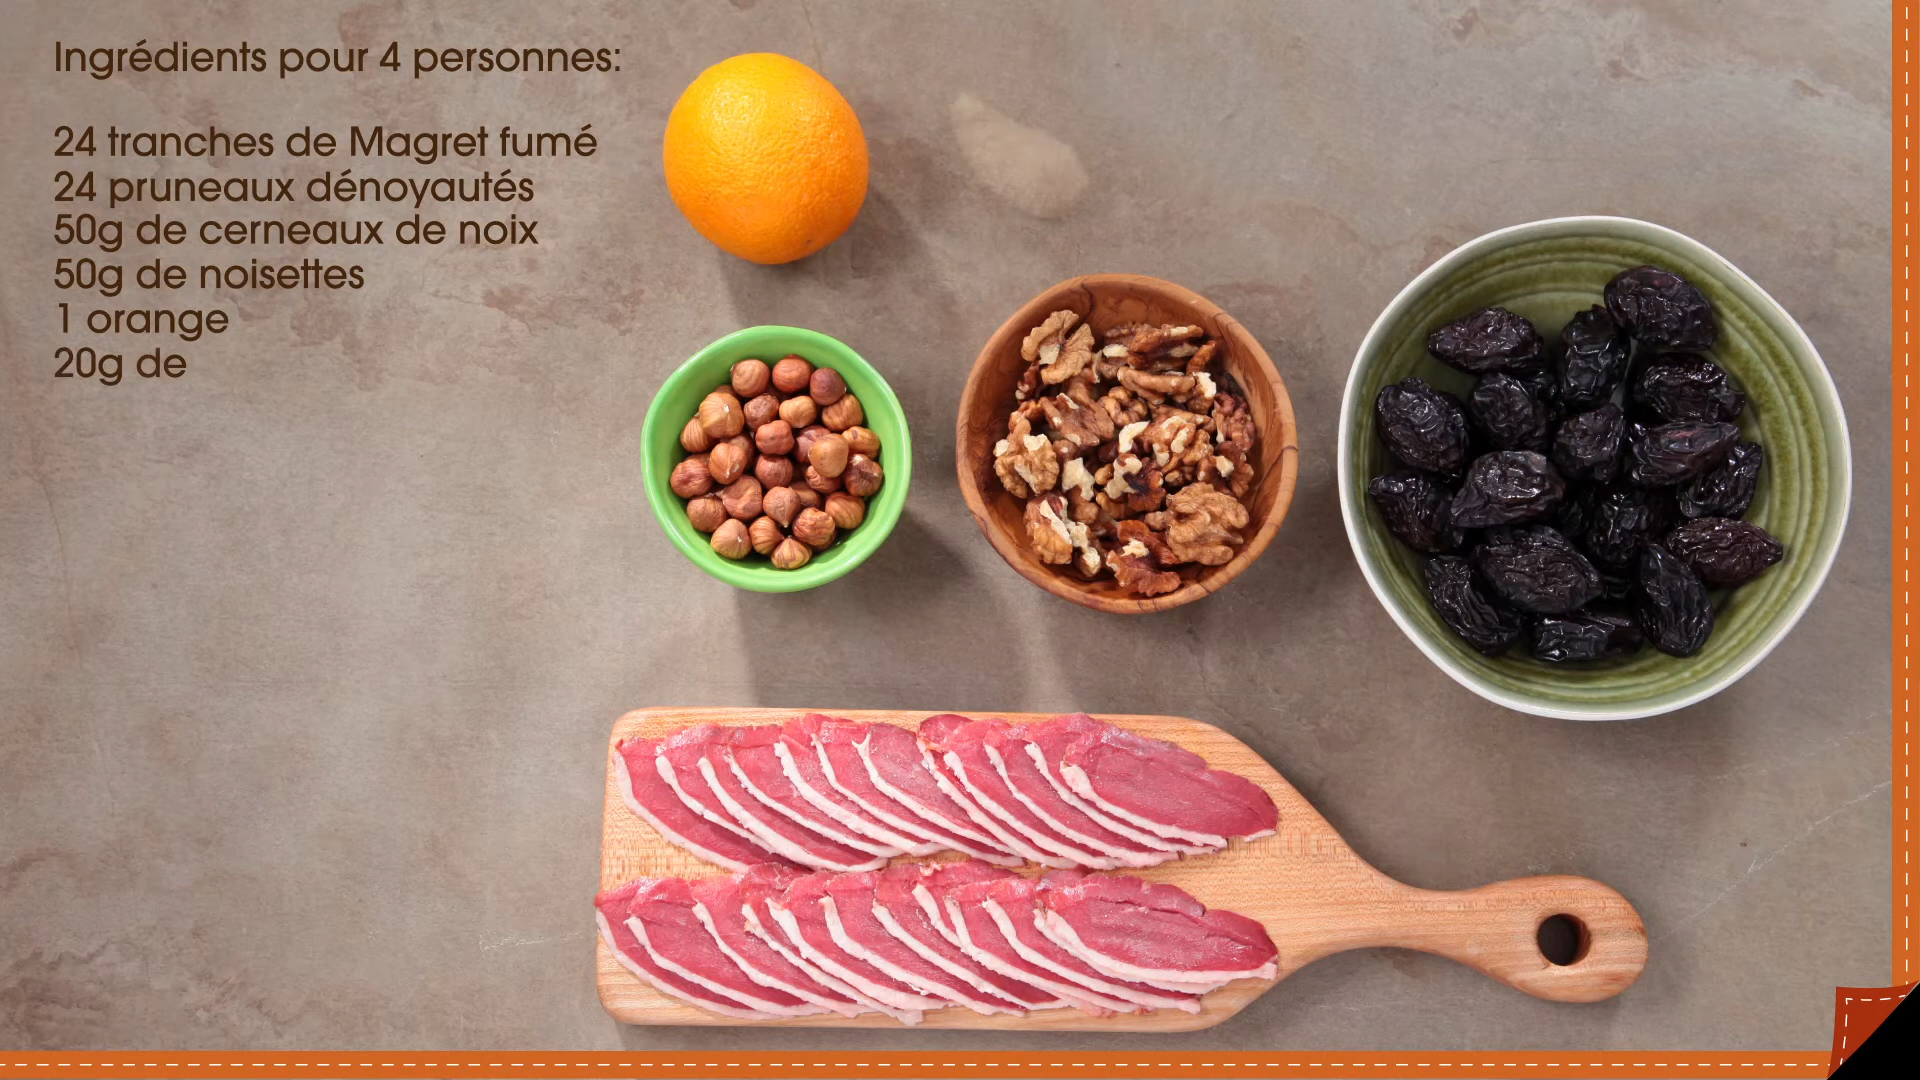 Ingrédients pour 4 personnes:
24 tranches de Magret fumé
24 pruneaux dénoyautés
50g de cerneaux de noix
50g de noisettes
1 orange
20g de